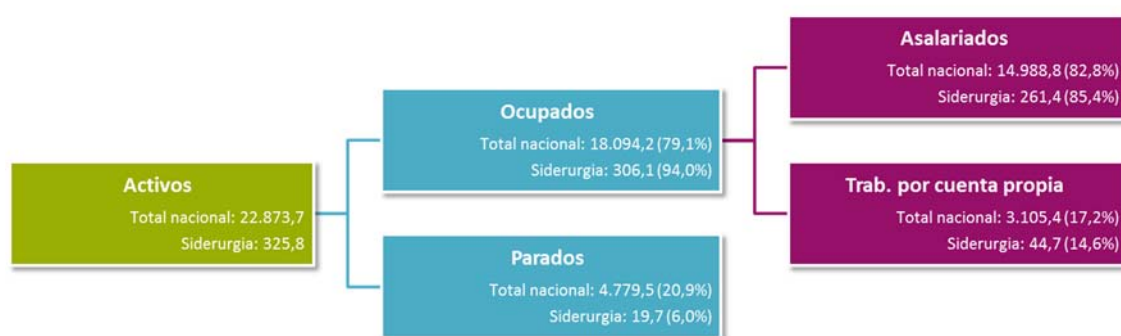 Activos
Total nacional: 22.873,7
Siderurgia: 325,8
Ocupados
Total nacional: 18.094,2 (79,1%)
Siderurgia: 306,1 (94,0%)
Parados
Total nacional: 4.779,5 (20,9%)
Siderurgia: 19,7 (6,0%)
Asalariados
Total nacional: 14.988,8 (82,8%)
Siderurgia: 261,4 (85,4%)
Trab. por cuenta propia
Total nacional: 3.105,4 (17,2%)
Siderurgia: 44,7 (14,6%)